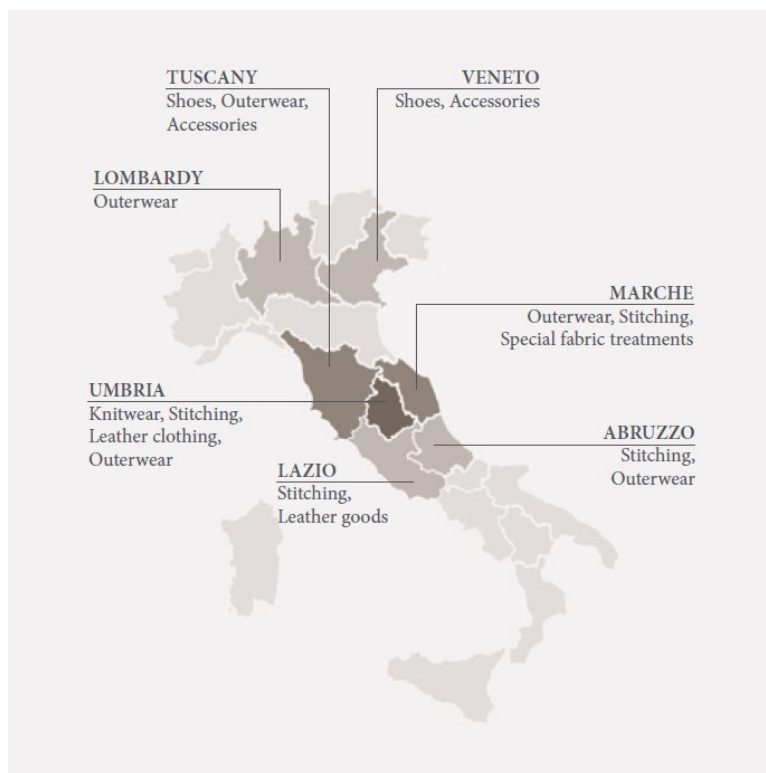 TUSCANY
Shoes, Outerwear,
Accessories
VENETO
Shoes, Accessories
LOMBARDY
Outerwear
MARCHE
Outerwear, Stitching,
Special fabric treatments
UMBRIA
Knitwear, Stitching,
Leather clothing,
Outerwear
ABRUZZO
Stitching,
Outerwear
LAZIO
Stitching,
Leather goods